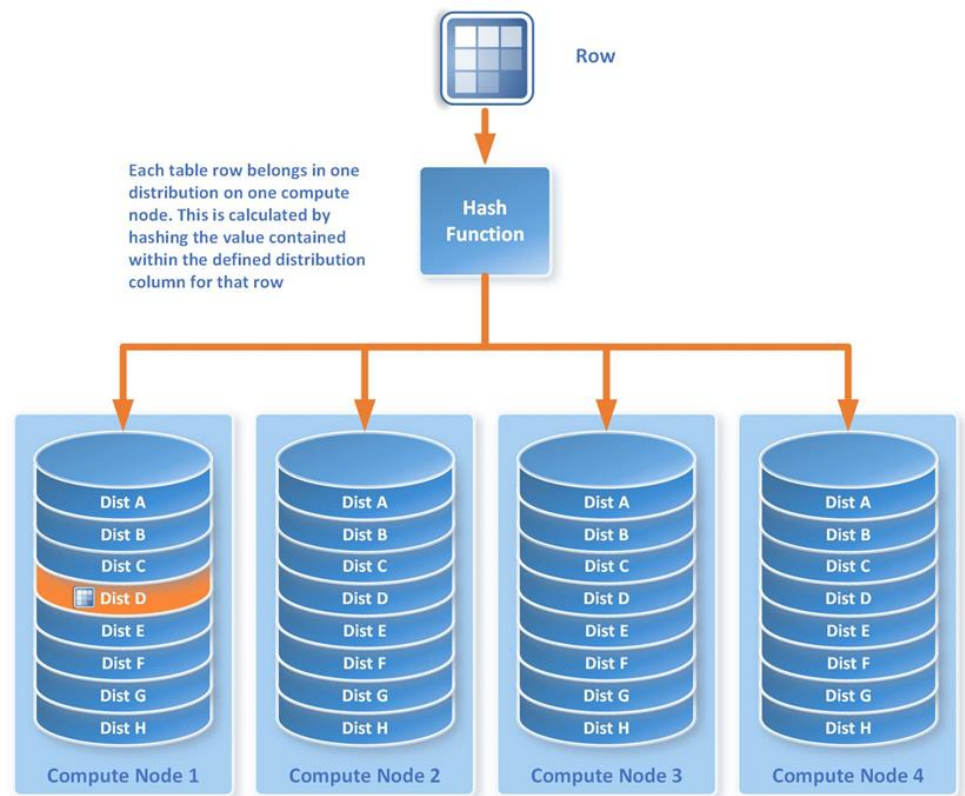 Row
Each table row belongs in one
distribution on one compute
node. This is calculated by
hashing the value contained
within the defined distribution
column for that row
Hash
Function
Dist A
Dist B
Dist C
Dist D
Dist E
Dist F
Dist G
Dist H
Compute Node 1
Dist A
Dist B
Dist C
Dist D
Dist E
Dist F
Dist G
Dist H
Compute Node 2
Dist A
Dist B
Dist C
Dist D
Dist E
Dist F
Dist G
Dist H
Compute Node 3
Dist A
Dist B
Dist C
Dist D
Dist E
Dist F
Dist G
Dist H
Compute Node 4